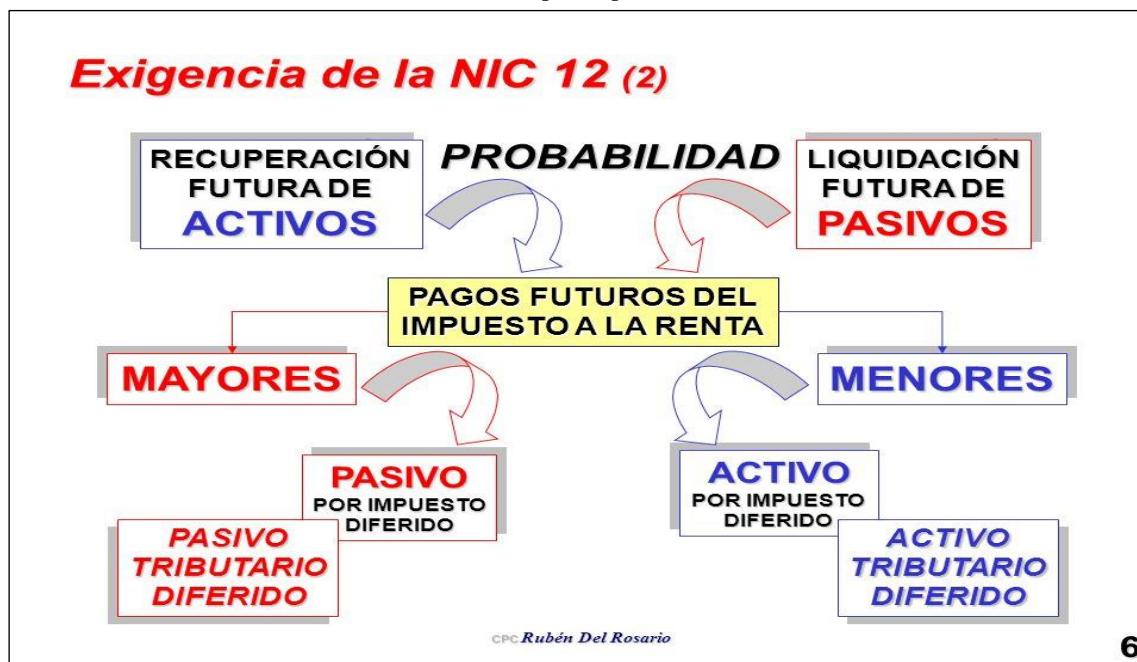 Exigencia de la NIC 12 (2)
RECUPERACIÓN
FUTURA DE
ACTIVOS
PROBABILIDAD
LIQUIDACIÓN
FUTURA DE
PASIVOS
PAGOS FUTUROS DEL
IMPUESTO A LA RENTA
MAYORES
MENORES
PASIVO
POR IMPUESTO
DIFERIDO
ACTIVO
POR IMPUESTO
DIFERIDO
PASIVO
TRIBUTARIO
DIFERIDO
ACTIVO
TRIBUTARIO
DIFERIDO
CPC Rubén Del Rosario
6